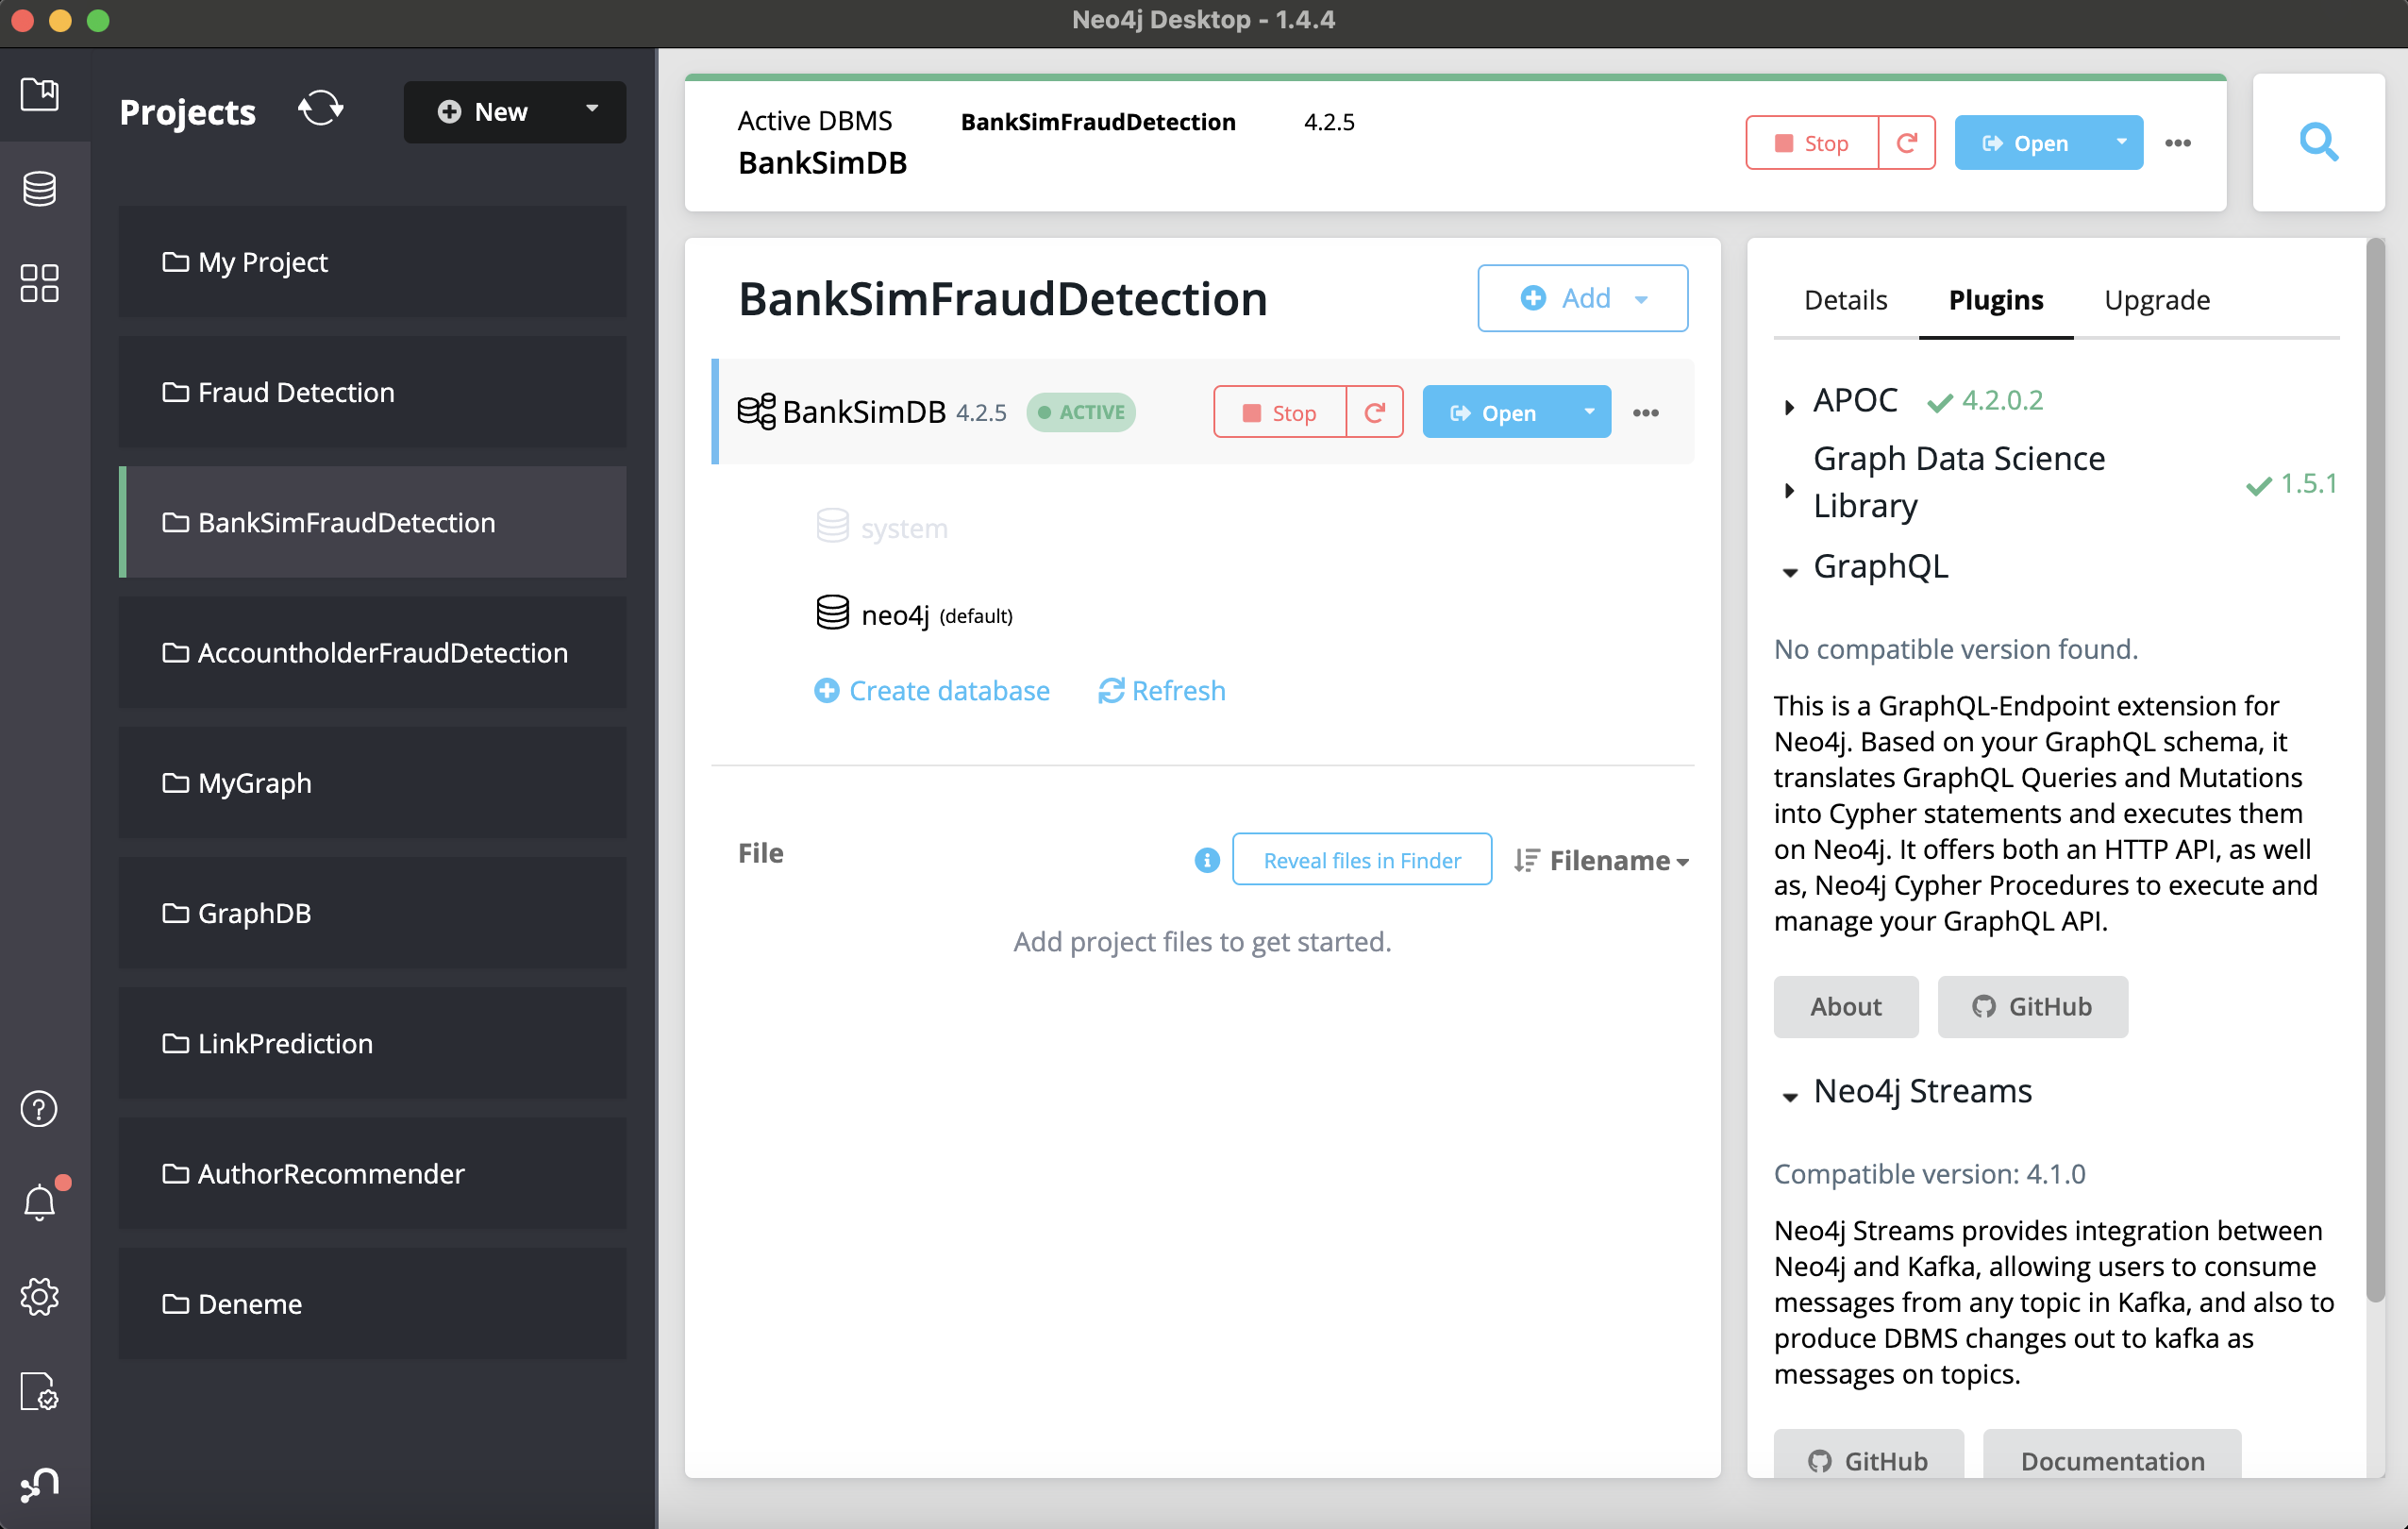 Neo4j Desktop - 1.4.4
Projects
New
My Project
Fraud Detection
BankSimFraudDetection
AccountholderFraudDetection
MyGraph
GraphDB
LinkPrediction
AuthorRecommender
Deneme
Active DBMS
BankSimDB
BankSimFraudDetection
4.2.5
Stop
Open
BankSimFraudDetection
Add
BankSimDB 4.2.5 ACTIVE
Stop
Open
system
neo4j (default)
Create database
Refresh
File
Reveal files in Finder
Filename
Add project files to get started.
Details
Plugins
Upgrade
APOC 4.2.0.2
Graph Data Science
Library
1.5.1
GraphQL
No compatible version found.
This is a GraphQL-Endpoint extension for
Neo4j. Based on your GraphQL schema, it
translates GraphQL Queries and Mutations
into Cypher statements and executes them
on Neo4j. It offers both an HTTP API, as well
as, Neo4j Cypher Procedures to execute and
manage your GraphQL API.
About
GitHub
Neo4j Streams
Compatible version: 4.1.0
Neo4j Streams provides integration between
Neo4j and Kafka, allowing users to consume
messages from any topic in Kafka, and also to
produce DBMS changes out to kafka as
messages on topics.
GitHub
Documentation